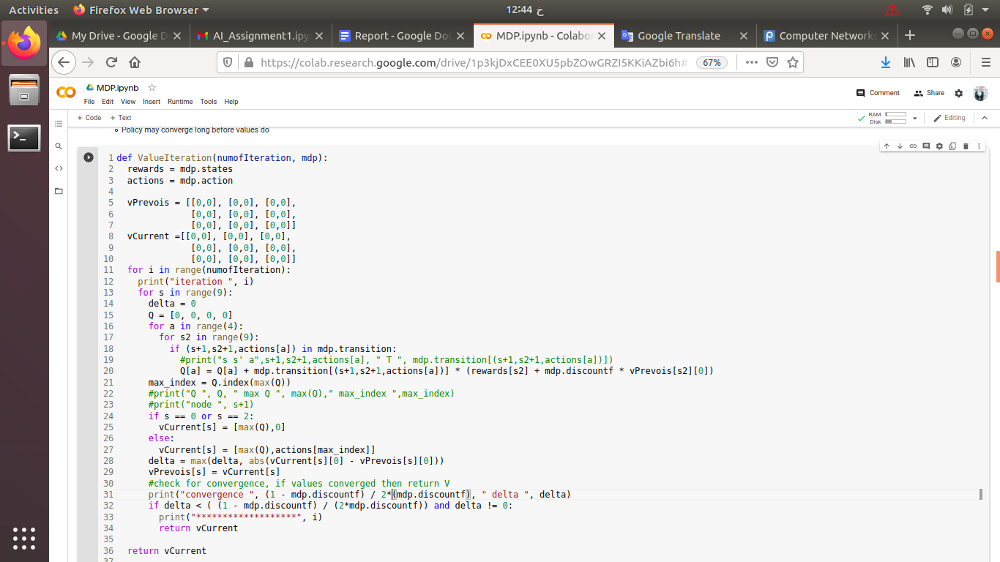 Activities
Firefox Web Browser
12:44 خ
My Drive - Google D
AI_Assignment1.ipy
Report - Google Doc
MDP.ipynb - Colabor
Google Translate
Computer Networks
https://colab.research.google.com/drive/1p3kjDxCEE0XU5pbZOwGRZI5KKiAZbi6h#
67%
MDP.ipynb
File Edit View Insert Runtime Tools Help
Comment
Share
+ Code + Text
RAM
Disk
Editing
Policy may converge long before values do
1 def ValueIteration(numofIteration, mdp):
2 rewards = mdp.states
3 actions = mdp.action
4
5 vPrevois = [[0,0], [0,0], [0,0],
6 [0,0], [0,0], [0,0],
7 [0,0], [0,0], [0,0]]
8 vCurrent =[[0,0], [0,0], [0,0],
9 [0,0], [0,0], [0,0],
10 [0,0], [0,0], [0,0]]
11 for i in range(numofIteration):
12 print("iteration ", i)
13 for s in range(9):
14 delta = 0
15 Q = [0, 0, 0, 0]
16 for a in range(4):
17 for s2 in range(9):
18 if (s+1,s2+1,actions[a]) in mdp.transition:
19 #print("s s' a",s+1,s2+1,actions[a], " T ", mdp.transition[(s+1,s2+1,actions[a])])
20 Q[a] = Q[a] + mdp.transition[(s+1,s2+1,actions[a])] * (rewards[s2] + mdp.discountf * vPrevois[s2][0])
21 max_index = Q.index(max(Q))
22 #print("Q ", Q, " max Q ", max(Q)," max_index ",max_index)
23 #print("node ", s+1)
24 if s == 0 or s == 2:
25 vCurrent[s] = [max(Q),0]
26 else:
27 vCurrent[s] = [max(Q),actions[max_index]]
28 delta = max(delta, abs(vCurrent[s][0] - vPrevois[s][0]))
29 vPrevois[s] = vCurrent[s]
30 #check for convergence, if values converged then return V
31 print("convergence ", (1 - mdp.discountf) / 2*(mdp.discountf), " delta ", delta)
32 if delta < ( (1 - mdp.discountf) / (2*mdp.discountf)) and delta != 0:
33 print("*******************", i)
34 return vCurrent
35
36 return vCurrent
37